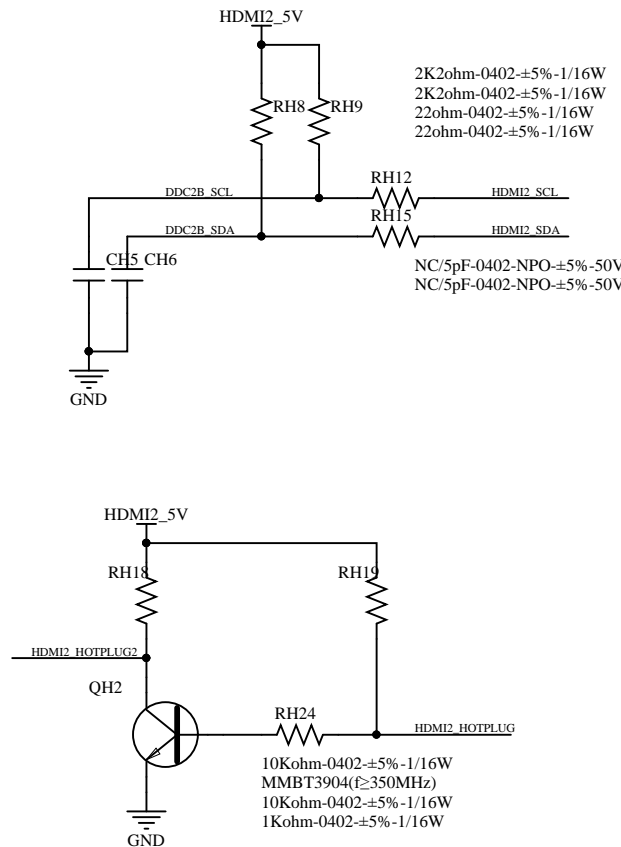 HDMI2_5V
2K2ohm-0402-±5%-1/16W
2K2ohm-0402-±5%-1/16W
22ohm-0402-±5%-1/16W
22ohm-0402-±5%-1/16W
RH8
RH9
RH12
DDC2B_SCL
HDMI2_SCL
RH15
DDC2B_SDA
HDMI2_SDA
CH5 CH6
NC/5pF-0402-NPO-±5%-50V
NC/5pF-0402-NPO-±5%-50V
GND
HDMI2_5V
RH18
RH19
HDMI2_HOTPLUG2
QH2
RH24
HDMI2_HOTPLUG
10Kohm-0402-±5%-1/16W
MMBT3904(f≥350MHz)
10Kohm-0402-±5%-1/16W
1Kohm-0402-±5%-1/16W
GND